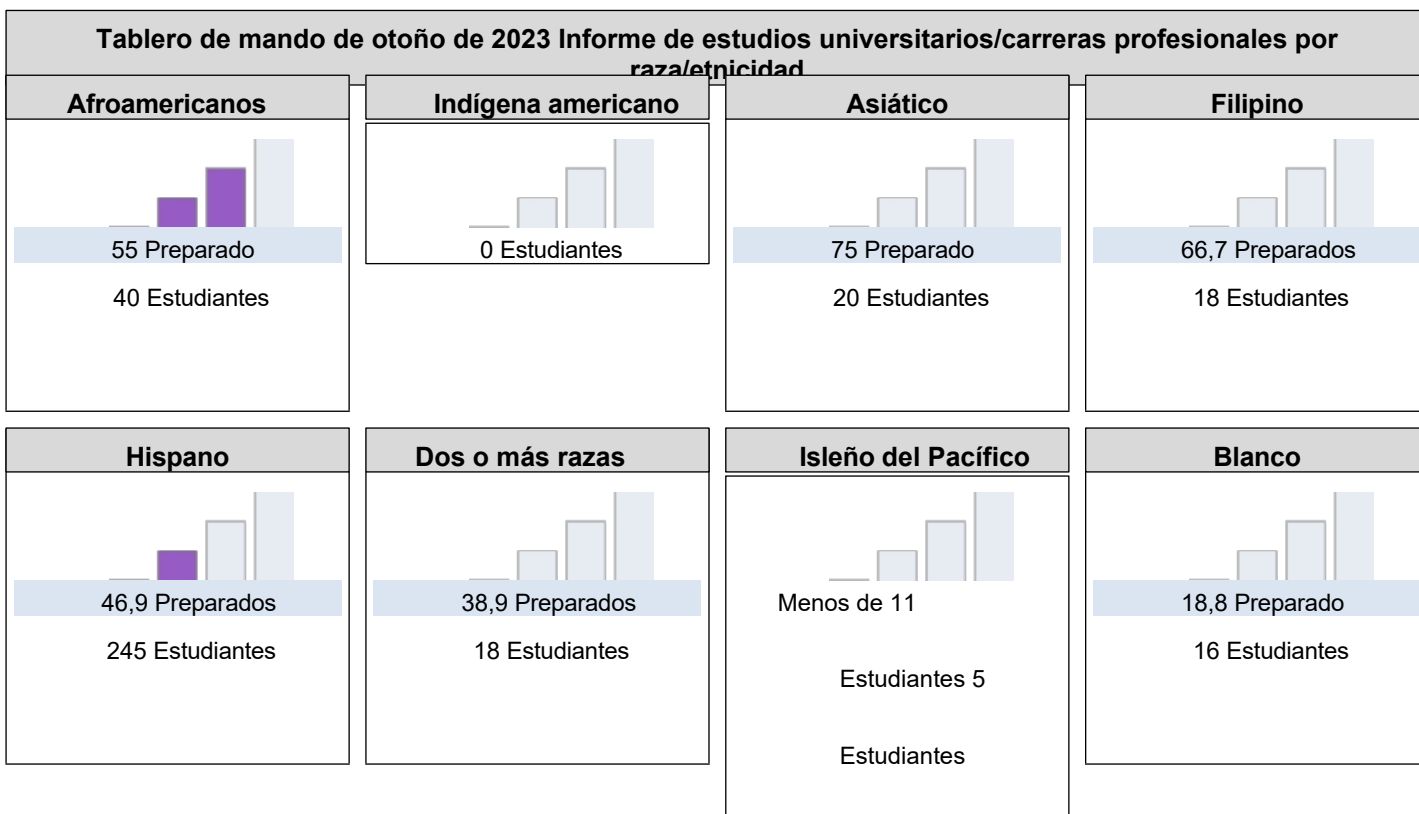 Tablero de mando de otoño de 2023 Informe de estudios universitarios/carreras profesionales por
raza/etnicidad
Afroamericanos
55 Preparado
40 Estudiantes
Indígena americano
0 Estudiantes
Asiático
75 Preparado
20 Estudiantes
Filipino
66,7 Preparados
18 Estudiantes
Hispano
46,9 Preparados
245 Estudiantes
Dos o más razas
38,9 Preparados
18 Estudiantes
Isleño del Pacífico
Menos de 11
Estudiantes 5
Estudiantes
Blanco
18,8 Preparado
16 Estudiantes